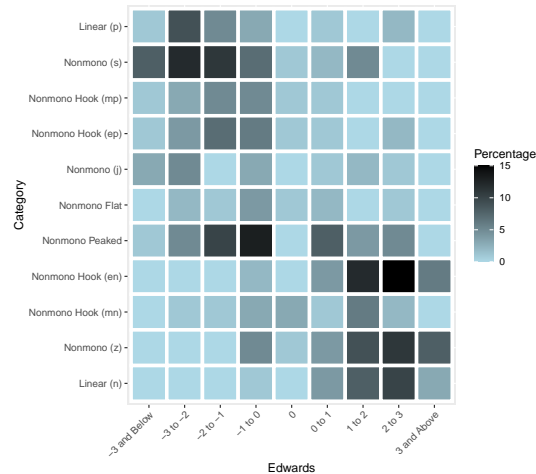 Linear (p)
Nonmono (s)
Nonmono Hook (mp)
Nonmono Hook (ep)
Nonmono (j)
Nonmono Flat
Nonmono Peaked
Nonmono Hook (en)
Nonmono Hook (mn)
Nonmono (z)
Linear (n)
Category
−3 and Below
−3 to −2
−2 to −1
−1 to 0
0
0 to 1
1 to 2
2 to 3
3 and Above
Edwards
Percentage
15
10
5
0